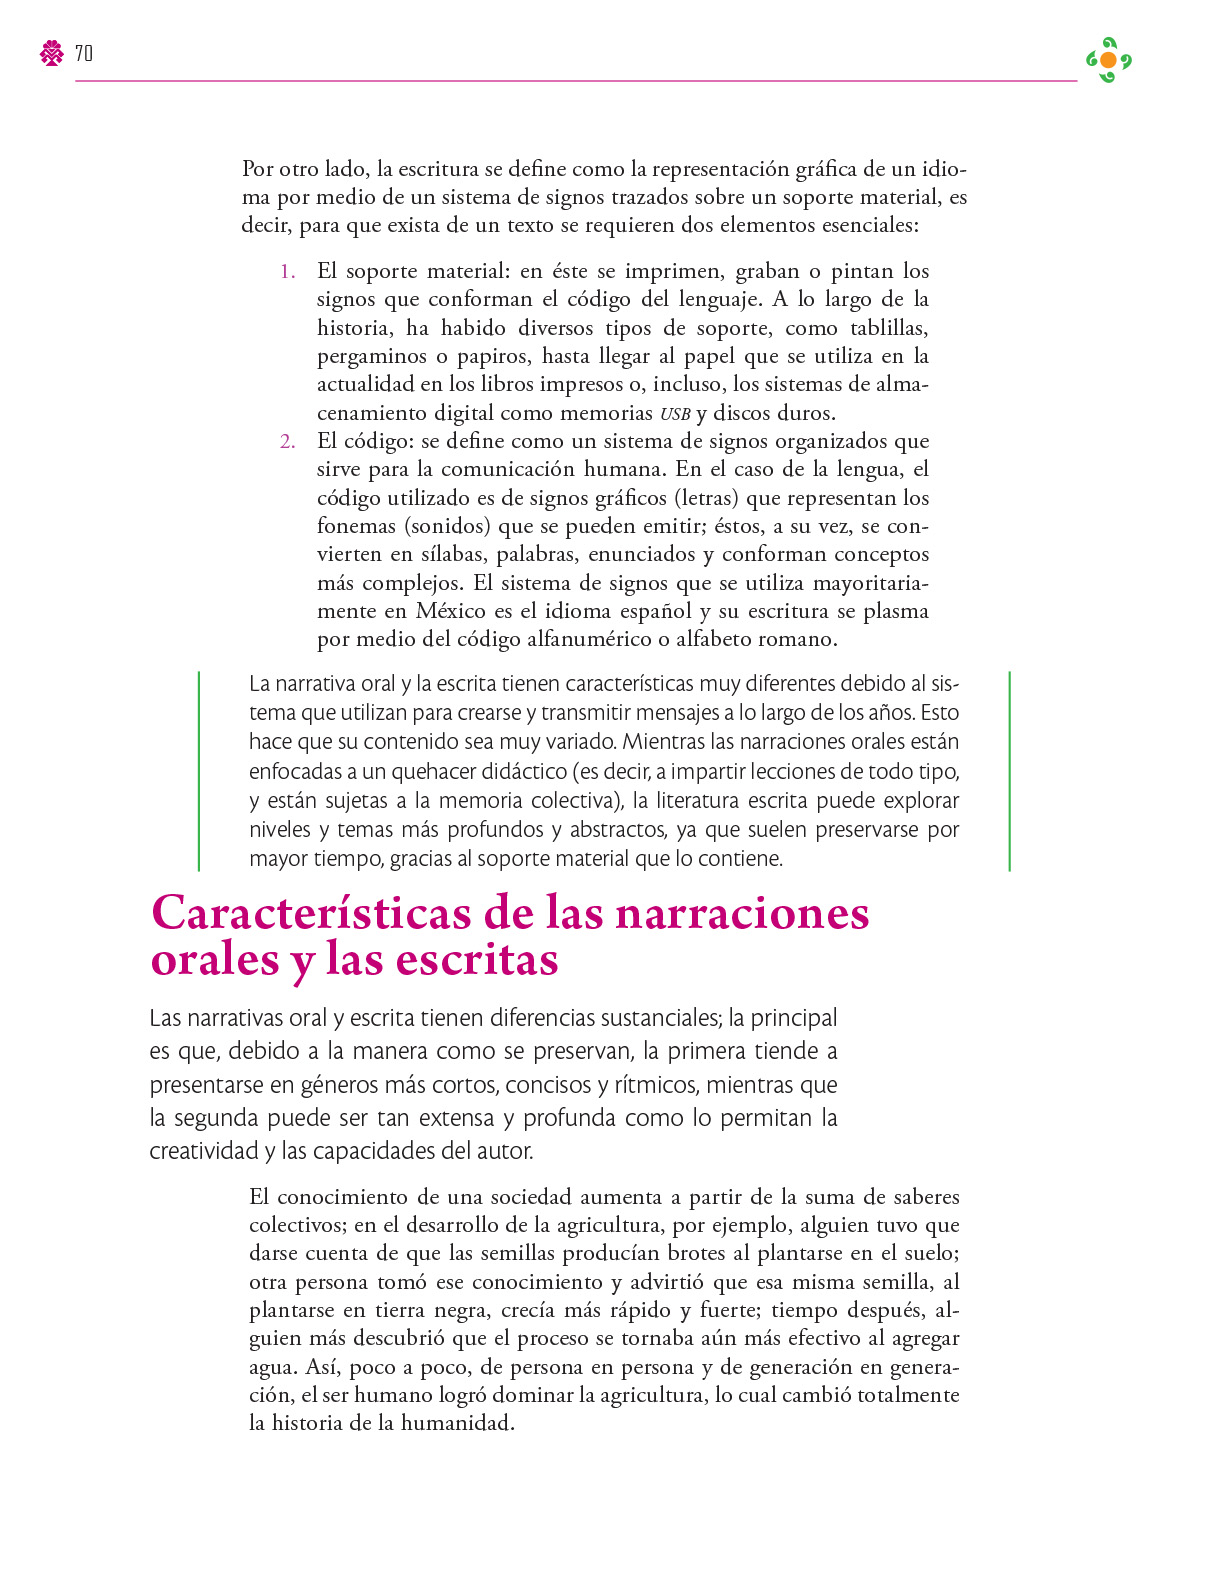 70
Por otro lado, la escritura se define como la representación gráfica de un idio-
ma por medio de un sistema de signos trazados sobre un soporte material, es
decir, para que exista de un texto se requieren dos elementos esenciales:
1. El soporte material: en éste se imprimen, graban o pintan los
signos que conforman el código del lenguaje. A lo largo de la
historia, ha habido diversos tipos de soporte, como tablillas,
pergaminos o papiros, hasta llegar al papel que se utiliza en la
actualidad en los libros impresos o, incluso, los sistemas de alma-
cenamiento digital como memorias USB y discos duros.
2. El código: se define como un sistema de signos organizados que
sirve para la comunicación humana. En el caso de la lengua, el
código utilizado es de signos gráficos (letras) que representan los
fonemas (sonidos) que se pueden emitir; éstos, a su vez, se con-
vierten en sílabas, palabras, enunciados y conforman conceptos
más complejos. El sistema de signos que se utiliza mayoritaria-
mente en México es el idioma español y su escritura se plasma
por medio del código alfanumérico o alfabeto romano.
La narrativa oral y la escrita tienen características muy diferentes debido al sis-
tema que utilizan para crearse y transmitir mensajes a lo largo de los años. Esto
hace que su contenido sea muy variado. Mientras las narraciones orales están
enfocadas a un quehacer didáctico (es decir, a impartir lecciones de todo tipo,
y están sujetas a la memoria colectiva), la literatura escrita puede explorar
niveles y temas más profundos y abstractos, ya que suelen preservarse por
mayor tiempo, gracias al soporte material que lo contiene.
Características de las narraciones
orales y las escritas
Las narrativas oral y escrita tienen diferencias sustanciales; la principal
es que, debido a la manera como se preservan, la primera tiende a
presentarse en géneros más cortos, concisos y rítmicos, mientras que
la segunda puede ser tan extensa y profunda como lo permitan la
creatividad y las capacidades del autor.
El conocimiento de una sociedad aumenta a partir de la suma de saberes
colectivos; en el desarrollo de la agricultura, por ejemplo, alguien tuvo que
darse cuenta de que las semillas producían brotes al plantarse en el suelo;
otra persona tomó ese conocimiento y advirtió que esa misma semilla, al
plantarse en tierra negra, crecía más rápido y fuerte; tiempo después, al-
guien más descubrió que el proceso se tornaba aún más efectivo al agregar
agua. Así, poco a poco, de persona en persona y de generación en genera-
ción, el ser humano logró dominar la agricultura, lo cual cambió totalmente
la historia de la humanidad.